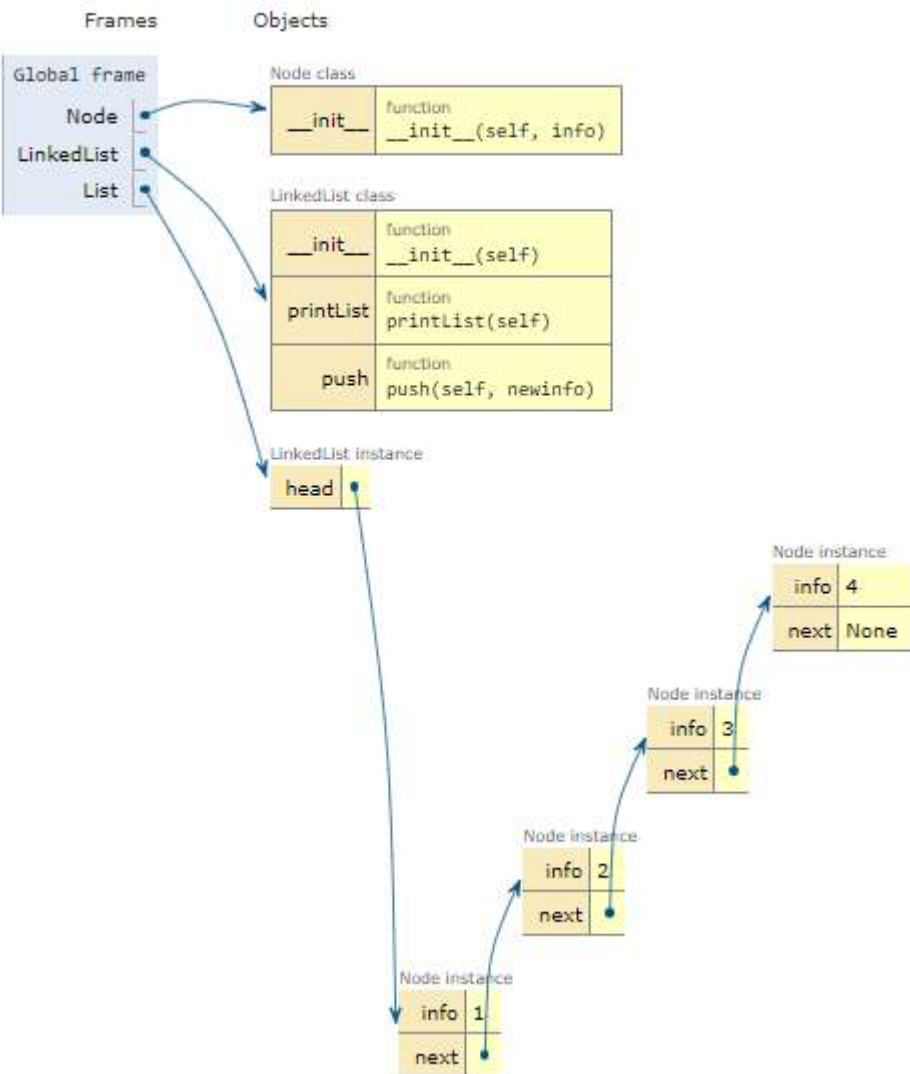 Frames Objects
Global frame
Node
LinkedList
List
Node class
__init__ function
__init__(self, info)
LinkedList class
__init__ function
__init__(self)
printList function
printList(self)
push function
push(self, newinfo)
LinkedList instance
head
Node instance
info 4
next None
Node instance
info 3
next
Node instance
info 2
next
Node instance
info 1
next